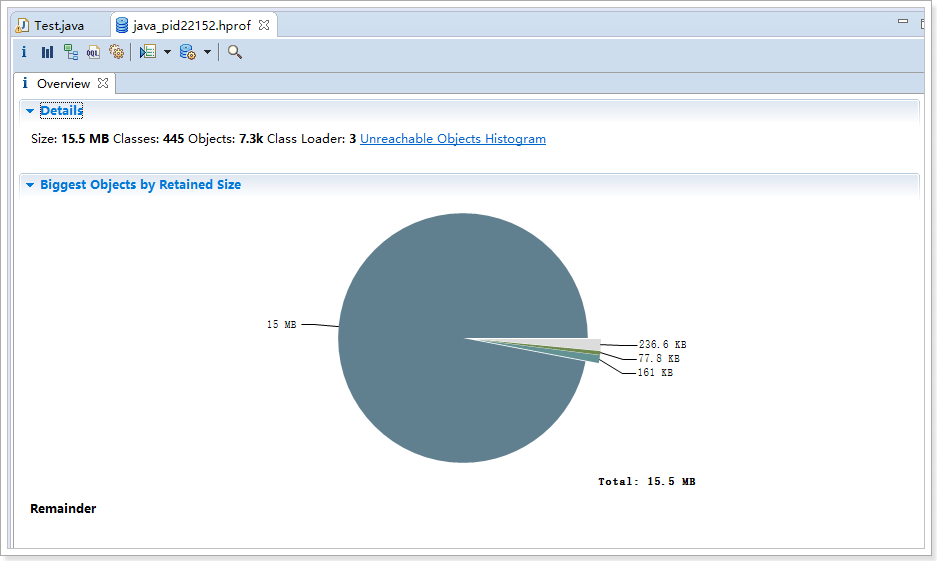 Test.java java_pid22152.hprof
i OQL
i Overview
Details
Size: 15.5 MB Classes: 445 Objects: 7.3k Class Loader: 3 Unreachable Objects Histogram
Biggest Objects by Retained Size
15 MB
236.6 KB
77.8 KB
161 KB
Total: 15.5 MB
Remainder